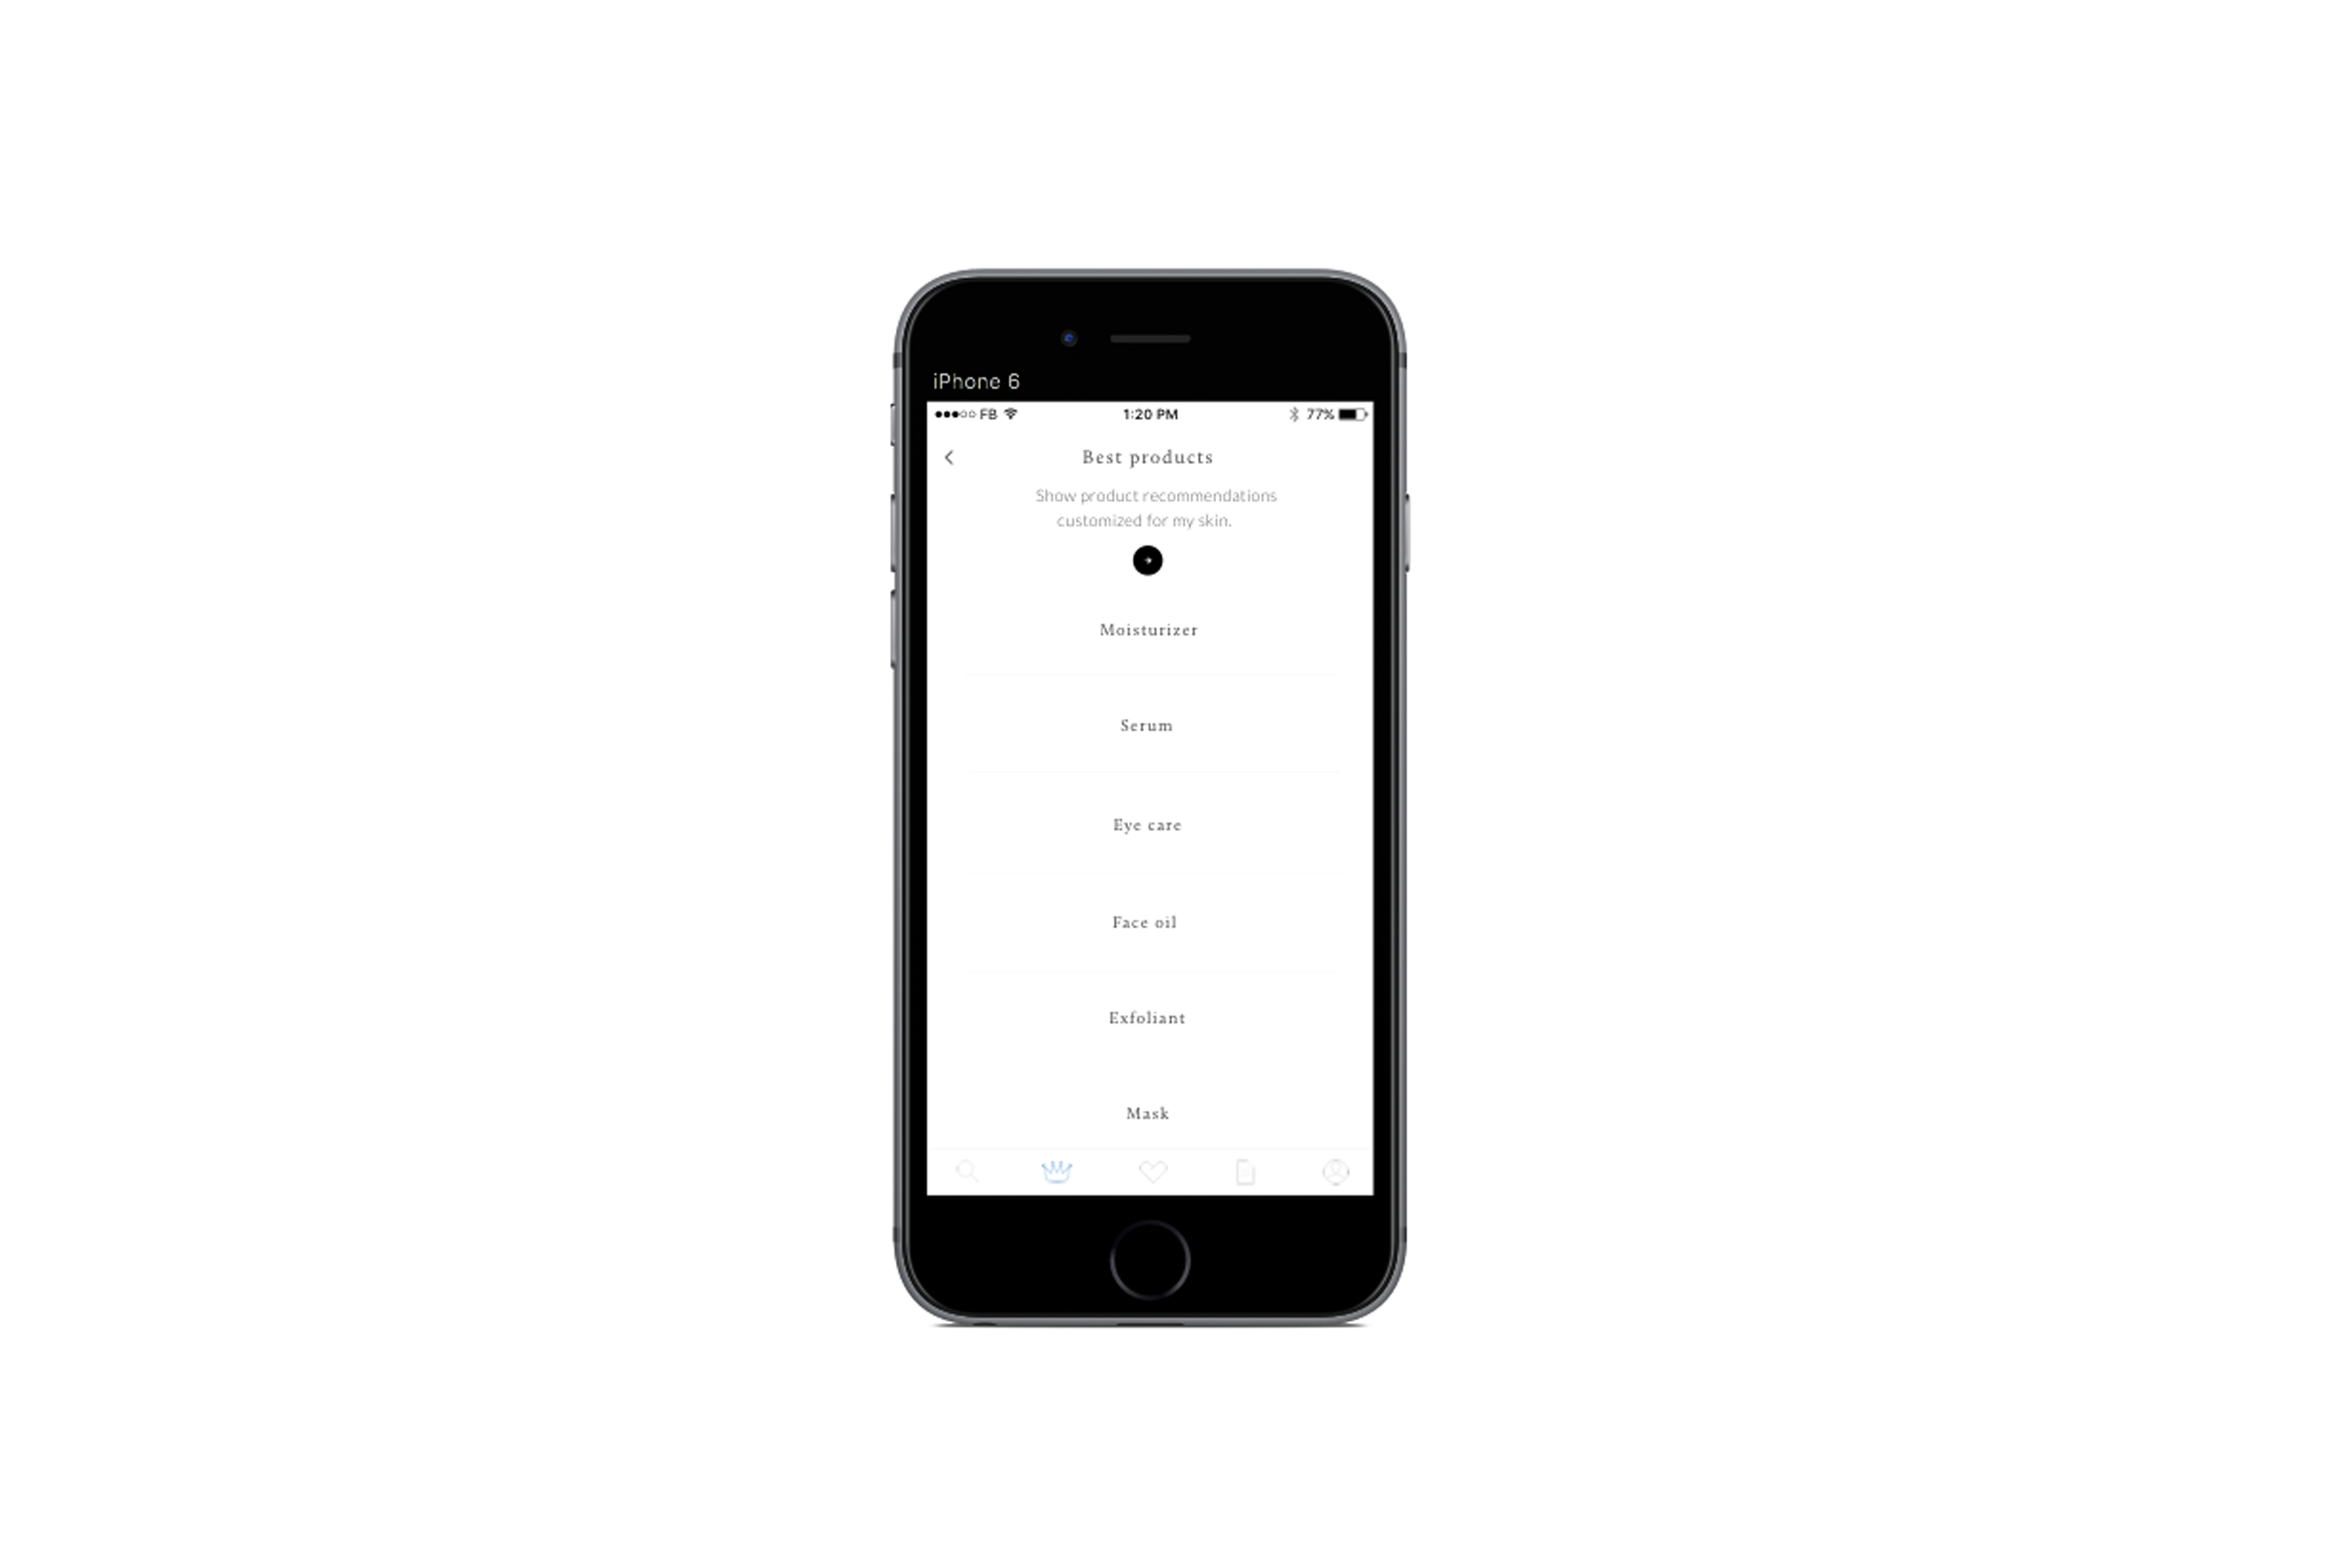 iPhone 6
FB 1:20 PM 77%
Best products
Show product recommendations
customized for my skin.
Moisturizer
Serum
Eye care
Face oil
Exfoliant
Mask